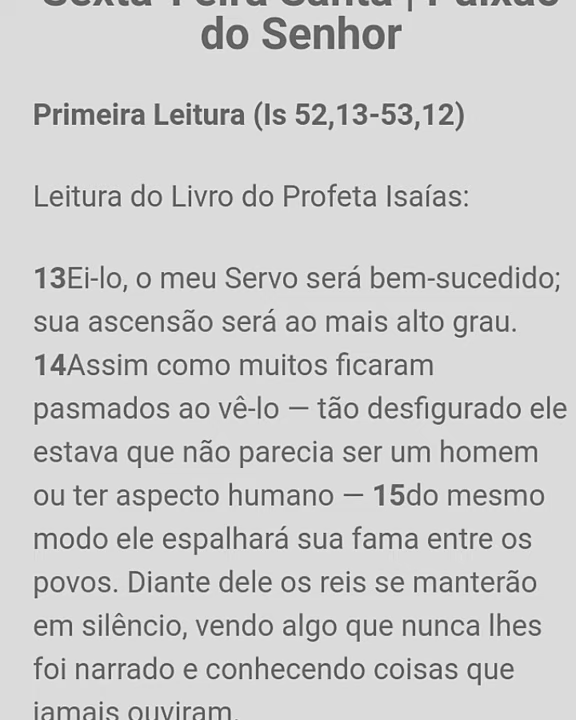 Sexta-Feira Santa | Paixão
do Senhor
Primeira Leitura (Is 52,13-53,12)
Leitura do Livro do Profeta Isaías:
13Ei-lo, o meu Servo será bem-sucedido;
sua ascensão será ao mais alto grau.
14Assim como muitos ficaram
pasmados ao vê-lo — tão desfigurado ele
estava que não parecia ser um homem
ou ter aspecto humano — 15do mesmo
modo ele espalhará sua fama entre os
povos. Diante dele os reis se manterão
em silêncio, vendo algo que nunca lhes
foi narrado e conhecendo coisas que
jamais ouviram.